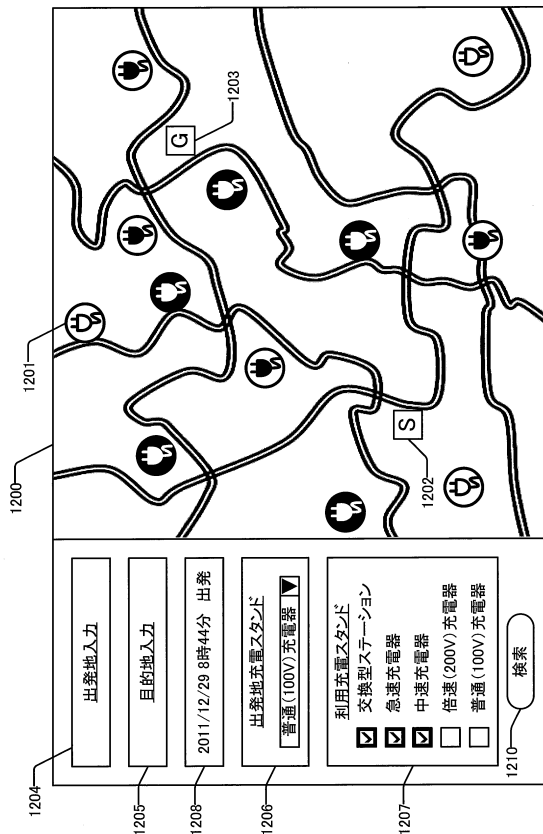 1200
1201
1204
出発地入力
1205
目的地入力
1208
2011/12/29 8時44分 出発
1206
出発地充電スタンド
普通(100V)充電器
1207
利用充電スタンド
交換型ステーション
急速充電器
中速充電器
倍速(200V)充電器
普通(100V)充電器
1210
検索
G
1203
S
1202